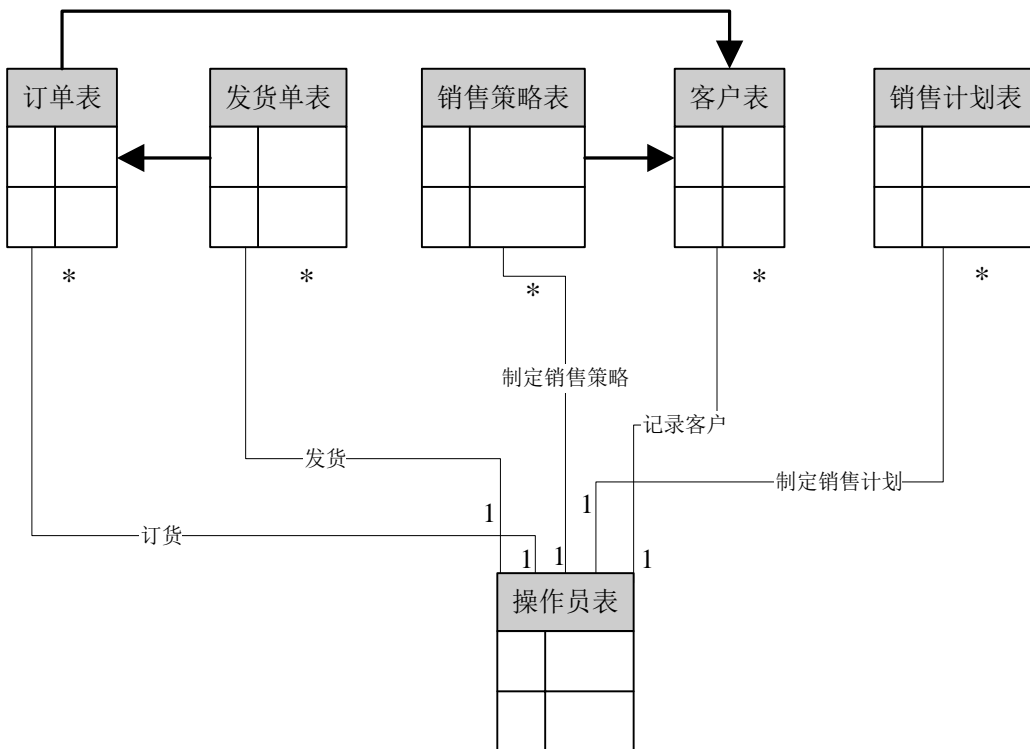 订单表
发货单表
销售策略表
客户表
销售计划表
*
*
*
*
*
制定销售策略
记录客户
发货
制定销售计划
1
1
订货
1
1
1
操作员表